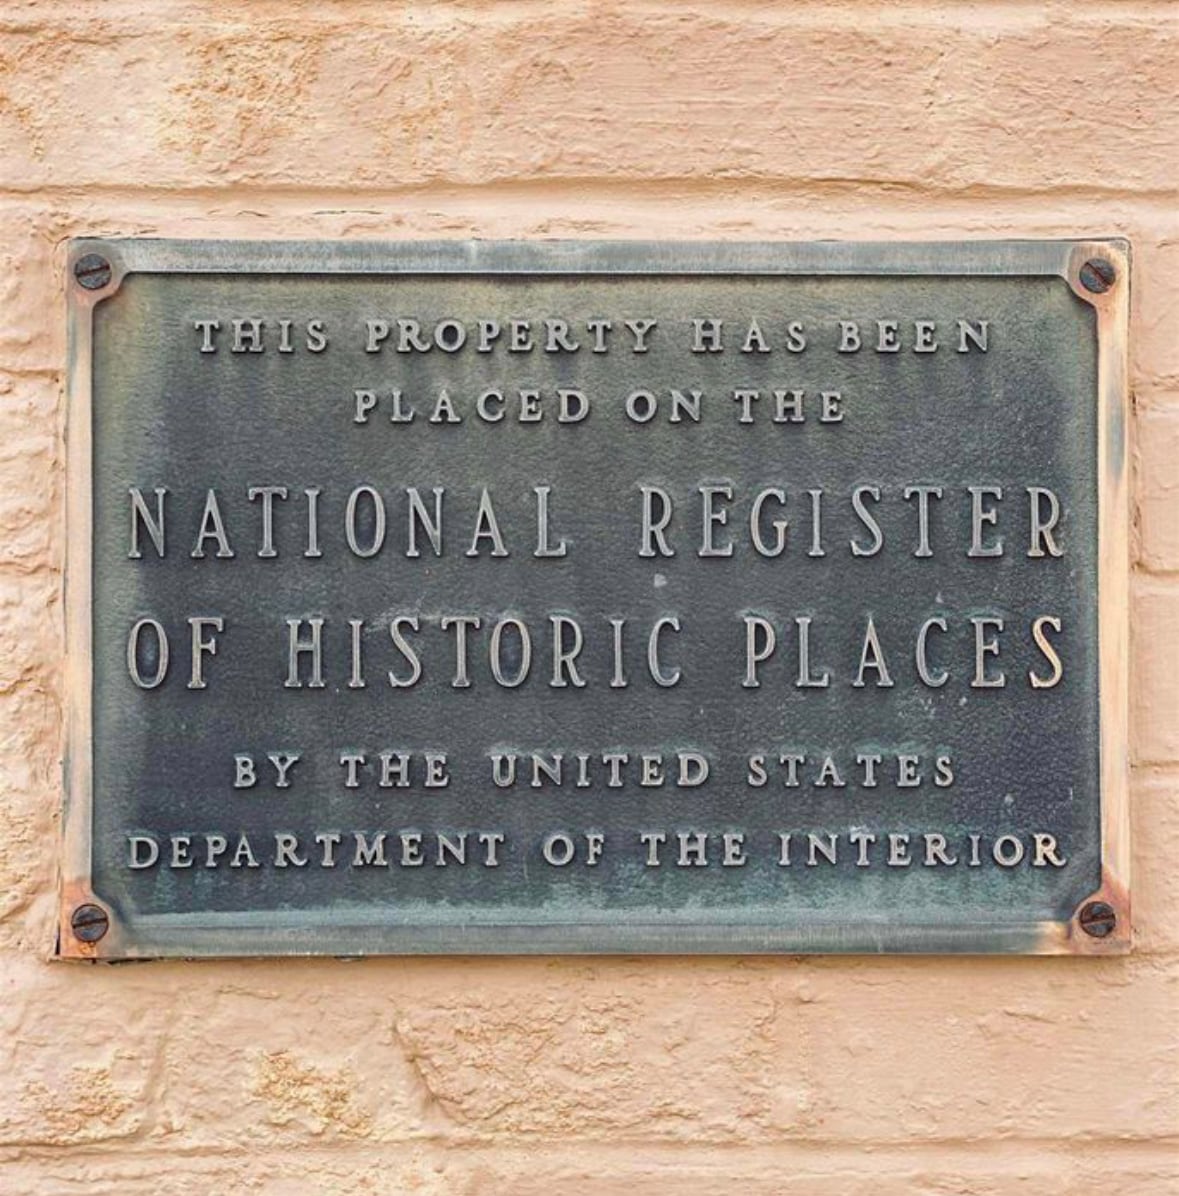 THIS PROPERTY HAS BEEN
PLACED ON THE
NATIONAL REGISTER
OF HISTORIC PLACES
BY THE UNITED STATES
DEPARTMENT OF THE INTERIOR